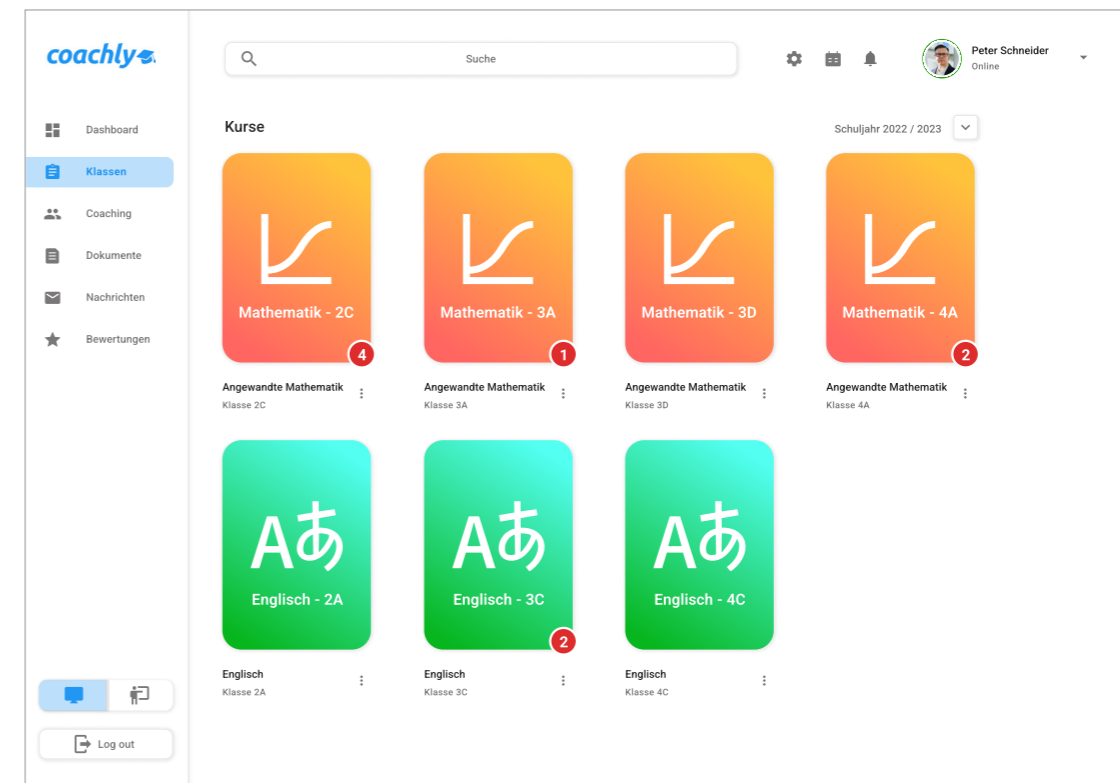 coachly
Suche
Peter Schneider
Online
Dashboard
Klassen
Coaching
Dokumente
Nachrichten
Bewertungen
Kurse
Schuljahr 2022 / 2023
Mathematik - 2C
4
Angewandte Mathematik
Klasse 2C
Mathematik - 3A
1
Angewandte Mathematik
Klasse 3A
Mathematik - 3D
Angewandte Mathematik
Klasse 3D
Mathematik - 4A
2
Angewandte Mathematik
Klasse 4A
Aあ
Englisch - 2A
Englisch
Klasse 2A
Aあ
Englisch - 3C
2
Englisch
Klasse 3C
Aあ
Englisch - 4C
Englisch
Klasse 4C
Log out